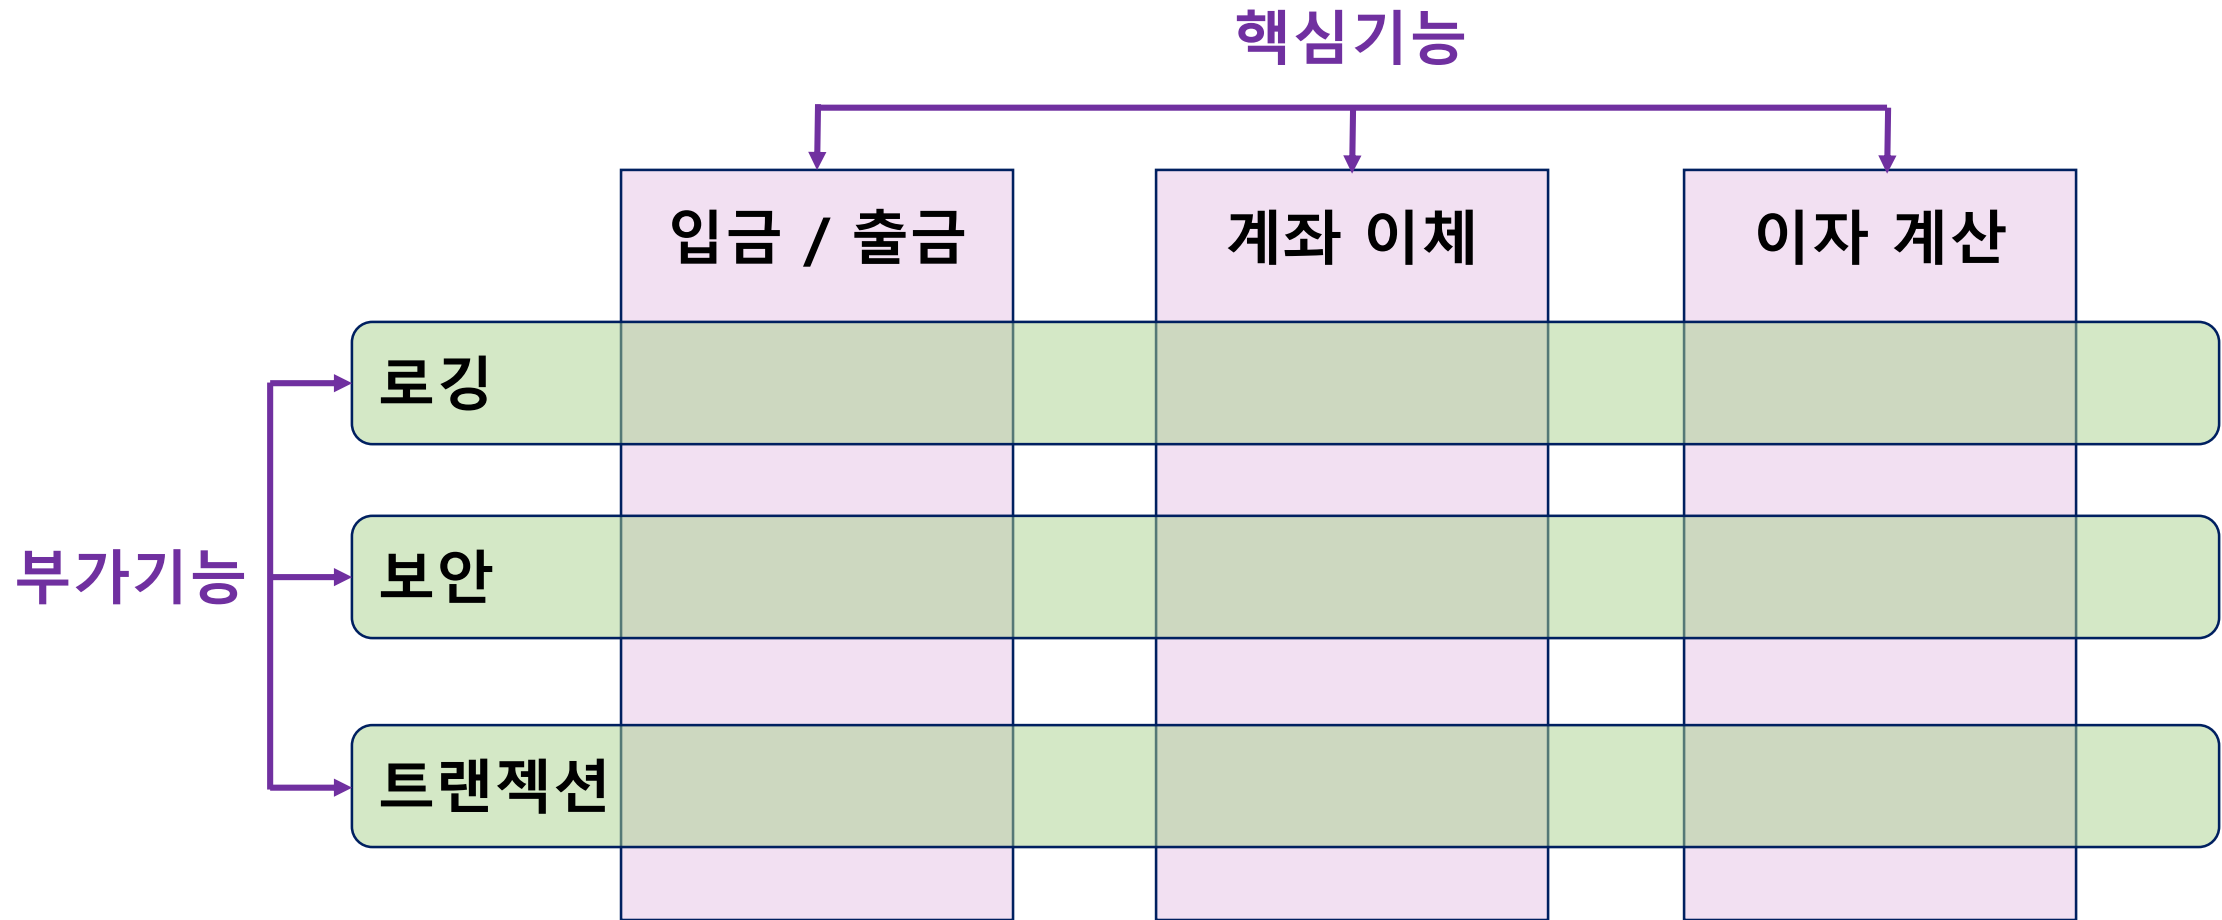 핵심기능
입금 / 출금
계좌 이체
이자 계산
로깅
부가기능
보안
트랜젝션